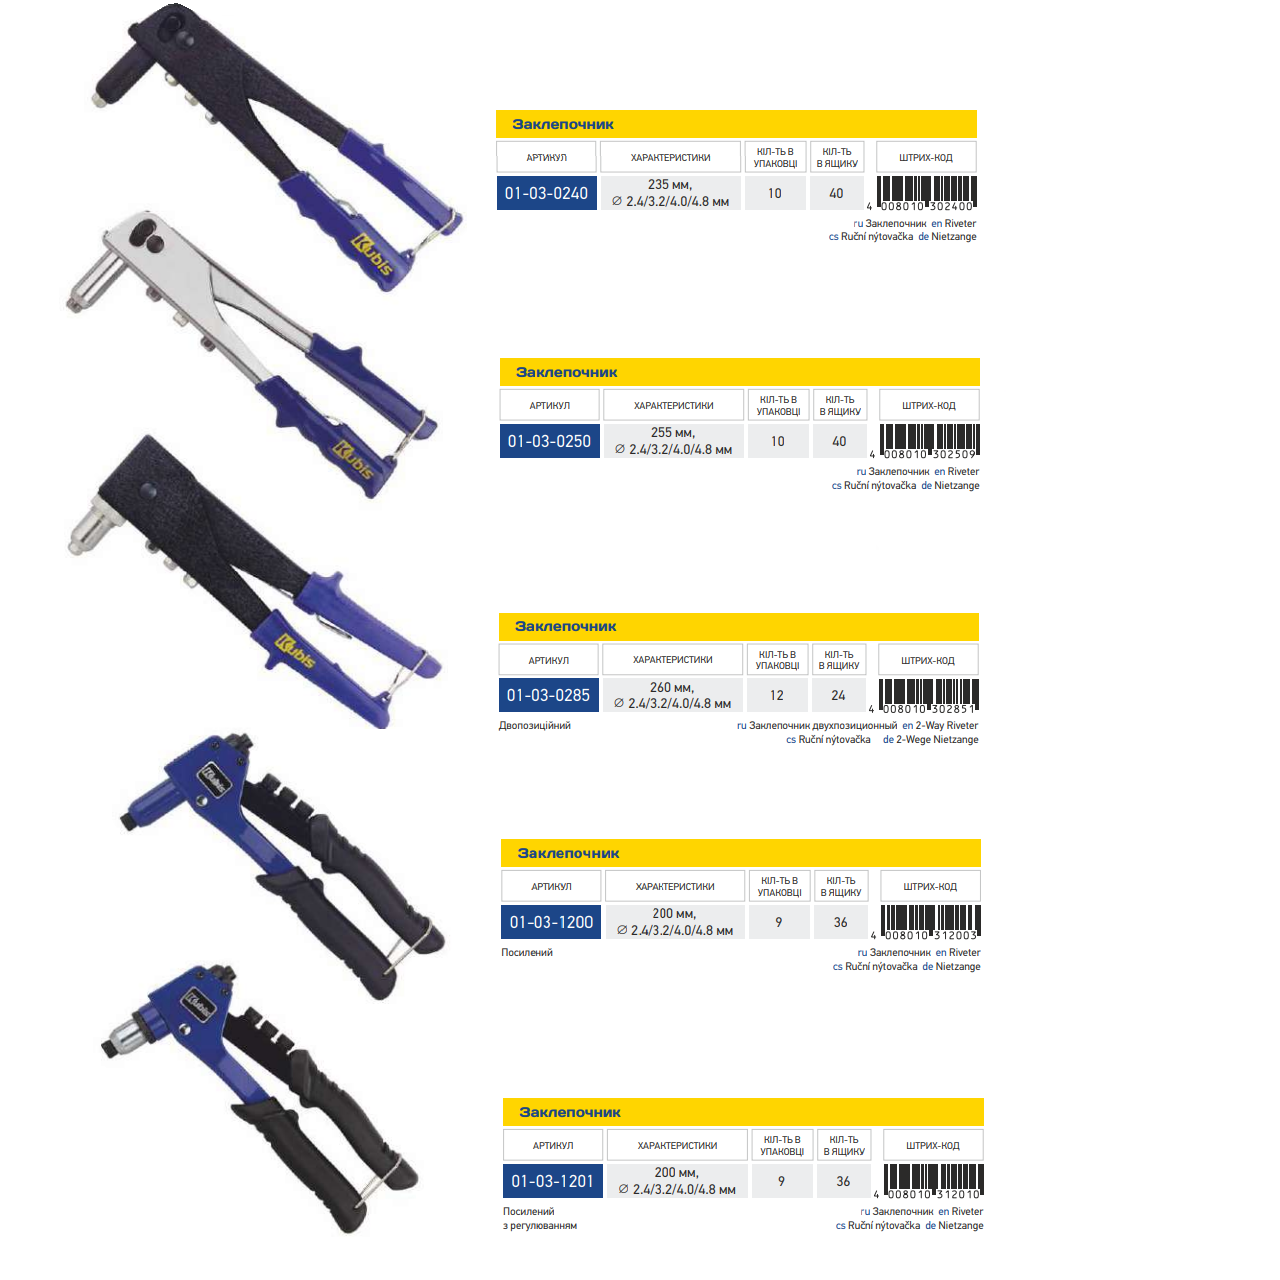 Kubis
Заклепочник
АРТИКУЛ ХАРАКТЕРИСТИКИ КІЛ-ТЬ В УПАКОВЦІ КІЛ-ТЬ В ЯЩИКУ ШТРИХ-КОД
01-03-0240 235 мм, ∅ 2.4/3.2/4.0/4.8 мм 10 40 4 008010 302400
ru Заклепочник en Riveter
cs Ruční nýtovačka de Nietzange
Kubis
Заклепочник
АРТИКУЛ ХАРАКТЕРИСТИКИ КІЛ-ТЬ В УПАКОВЦІ КІЛ-ТЬ В ЯЩИКУ ШТРИХ-КОД
01-03-0250 255 мм, ∅ 2.4/3.2/4.0/4.8 мм 10 40 4 008010 302509
ru Заклепочник en Riveter
cs Ruční nýtovačka de Nietzange
Kubis
Заклепочник
АРТИКУЛ ХАРАКТЕРИСТИКИ КІЛ-ТЬ В УПАКОВЦІ КІЛ-ТЬ В ЯЩИКУ ШТРИХ-КОД
01-03-0285 260 мм, ∅ 2.4/3.2/4.0/4.8 мм 12 24 4 008010 302851
Двопозиційний ru Заклепочник двухпозиционный en 2-Way Riveter
cs Ruční nýtovačka de 2-Wege Nietzange
Kubis
Заклепочник
АРТИКУЛ ХАРАКТЕРИСТИКИ КІЛ-ТЬ В УПАКОВЦІ КІЛ-ТЬ В ЯЩИКУ ШТРИХ-КОД
01-03-1200 200 мм, ∅ 2.4/3.2/4.0/4.8 мм 9 36 4 008010 312003
Посилений ru Заклепочник en Riveter
cs Ruční nýtovačka de Nietzange
Kubis
Заклепочник
АРТИКУЛ ХАРАКТЕРИСТИКИ КІЛ-ТЬ В УПАКОВЦІ КІЛ-ТЬ В ЯЩИКУ ШТРИХ-КОД
01-03-1201 200 мм, ∅ 2.4/3.2/4.0/4.8 мм 9 36 4 008010 312010
Посилений ru Заклепочник en Riveter
з регулюванням cs Ruční nýtovačka de Nietzange